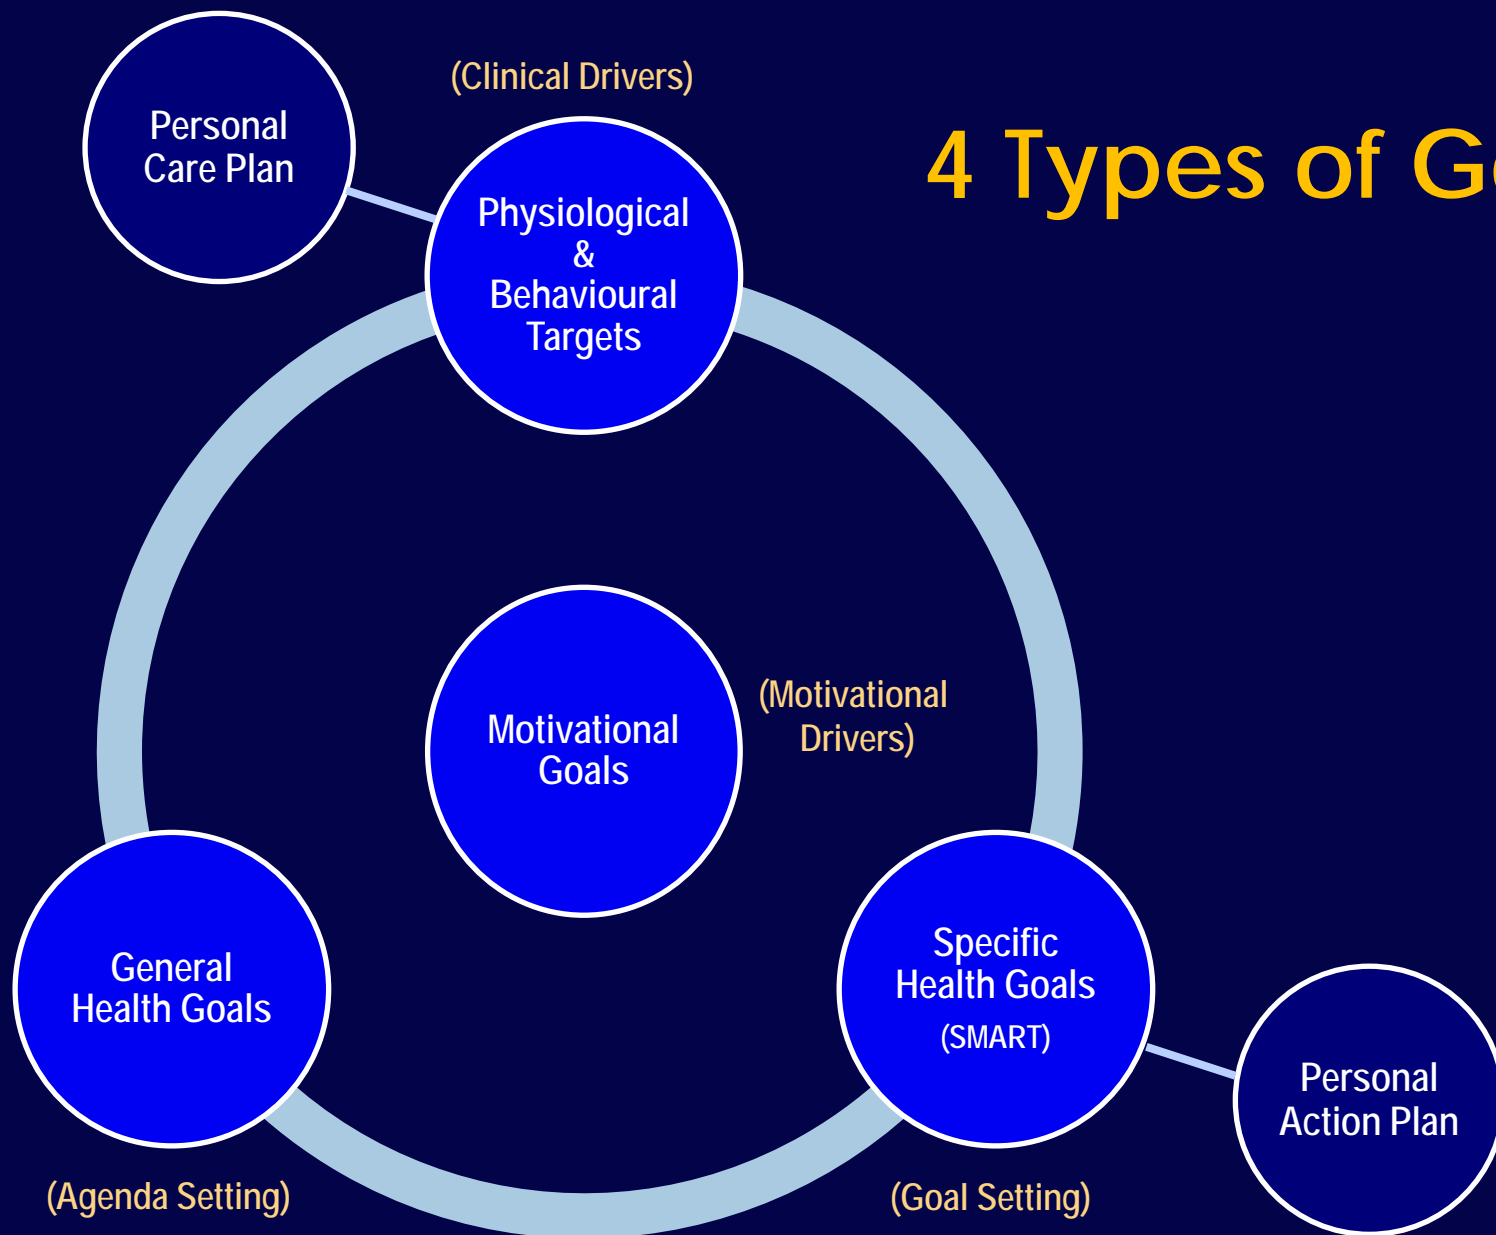 4 Types of
(Clinical Drivers)
Personal
Care Plan
Physiological
&
Behavioural
Targets
(Motivational
Drivers)
Motivational
Goals
General
Health Goals
(Agenda Setting)
Specific
Health Goals
(SMART)
(Goal Setting)
Personal
Action Plan